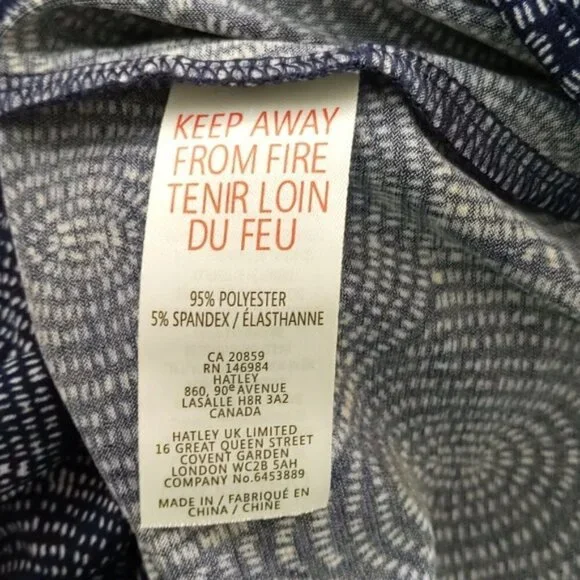 KEEP AWAY
FROM FIRE
TENIR LOIN
DU FEU
95% POLYESTER
5% SPANDEX / ÉLASTHANNE
CA 20859
RN 146984
HATLEY
860, 90e AVENUE
LASALLE H8R 3A2
CANADA
HATLEY UK LIMITED
16 GREAT QUEEN STREET
COVENT GARDEN
LONDON WC2B 5AH
COMPANY No.6453889
MADE IN / FABRIQUÉ EN
CHINA / CHINE